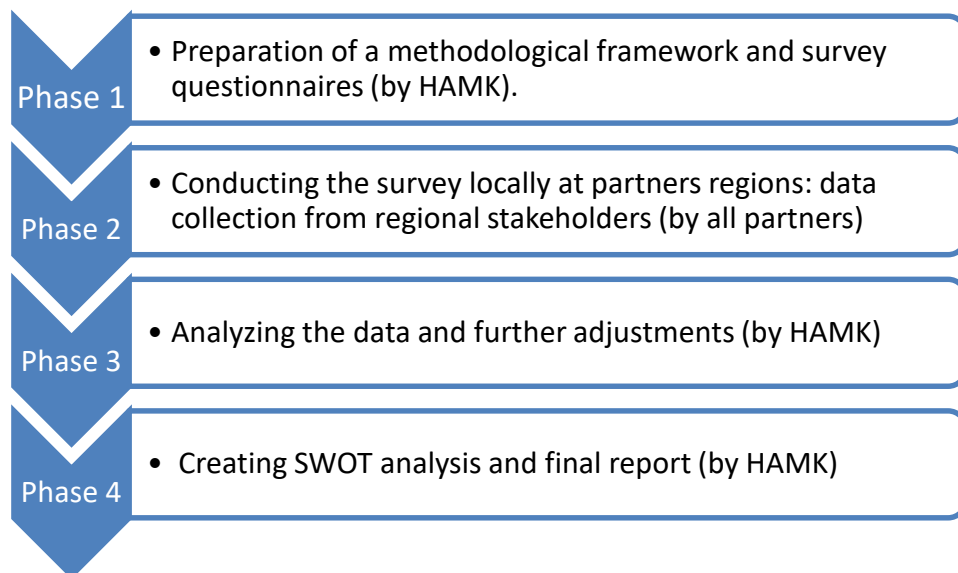 Phase 1
• Preparation of a methodological framework and survey
questionnaires (by HAMK).
Phase 2
• Conducting the survey locally at partners regions: data
collection from regional stakeholders (by all partners)
Phase 3
• Analyzing the data and further adjustments (by HAMK)
Phase 4
• Creating SWOT analysis and final report (by HAMK)